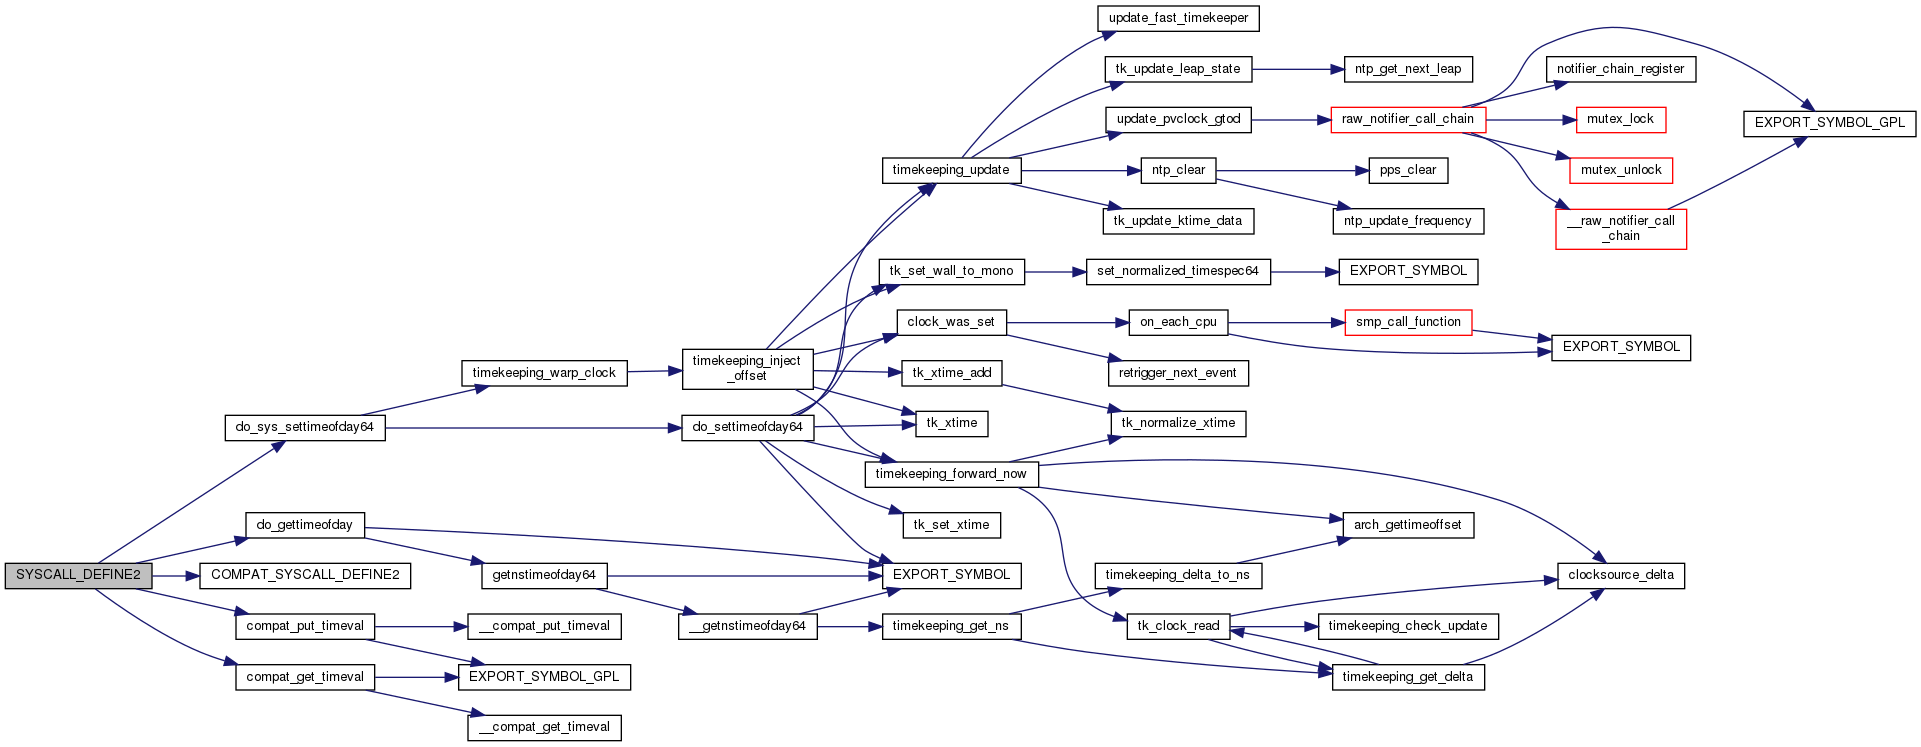 update_fast_timekeeper
tk_update_leap_state
ntp_get_next_leap
notifier_chain_register
update_pvclock_gtod
raw_notifier_call_chain
mutex_lock
EXPORT_SYMBOL_GPL
timekeeping_update
ntp_clear
pps_clear
mutex_unlock
tk_update_ktime_data
ntp_update_frequency
__raw_notifier_call
_chain
tk_set_wall_to_mono
set_normalized_timespec64
EXPORT_SYMBOL
clock_was_set
on_each_cpu
smp_call_function
EXPORT_SYMBOL
timekeeping_warp_clock
timekeeping_inject
_offset
tk_xtime_add
retrigger_next_event
do_sys_settimeofday64
do_settimeofday64
tk_xtime
tk_normalize_xtime
timekeeping_forward_now
do_gettimeofday
tk_set_xtime
arch_gettimeoffset
SYSCALL_DEFINE2
COMPAT_SYSCALL_DEFINE2
getnstimeofday64
EXPORT_SYMBOL
timekeeping_delta_to_ns
clocksource_delta
compat_put_timeval
__compat_put_timeval
__getnstimeofday64
timekeeping_get_ns
tk_clock_read
timekeeping_check_update
compat_get_timeval
EXPORT_SYMBOL_GPL
timekeeping_get_delta
__compat_get_timeval